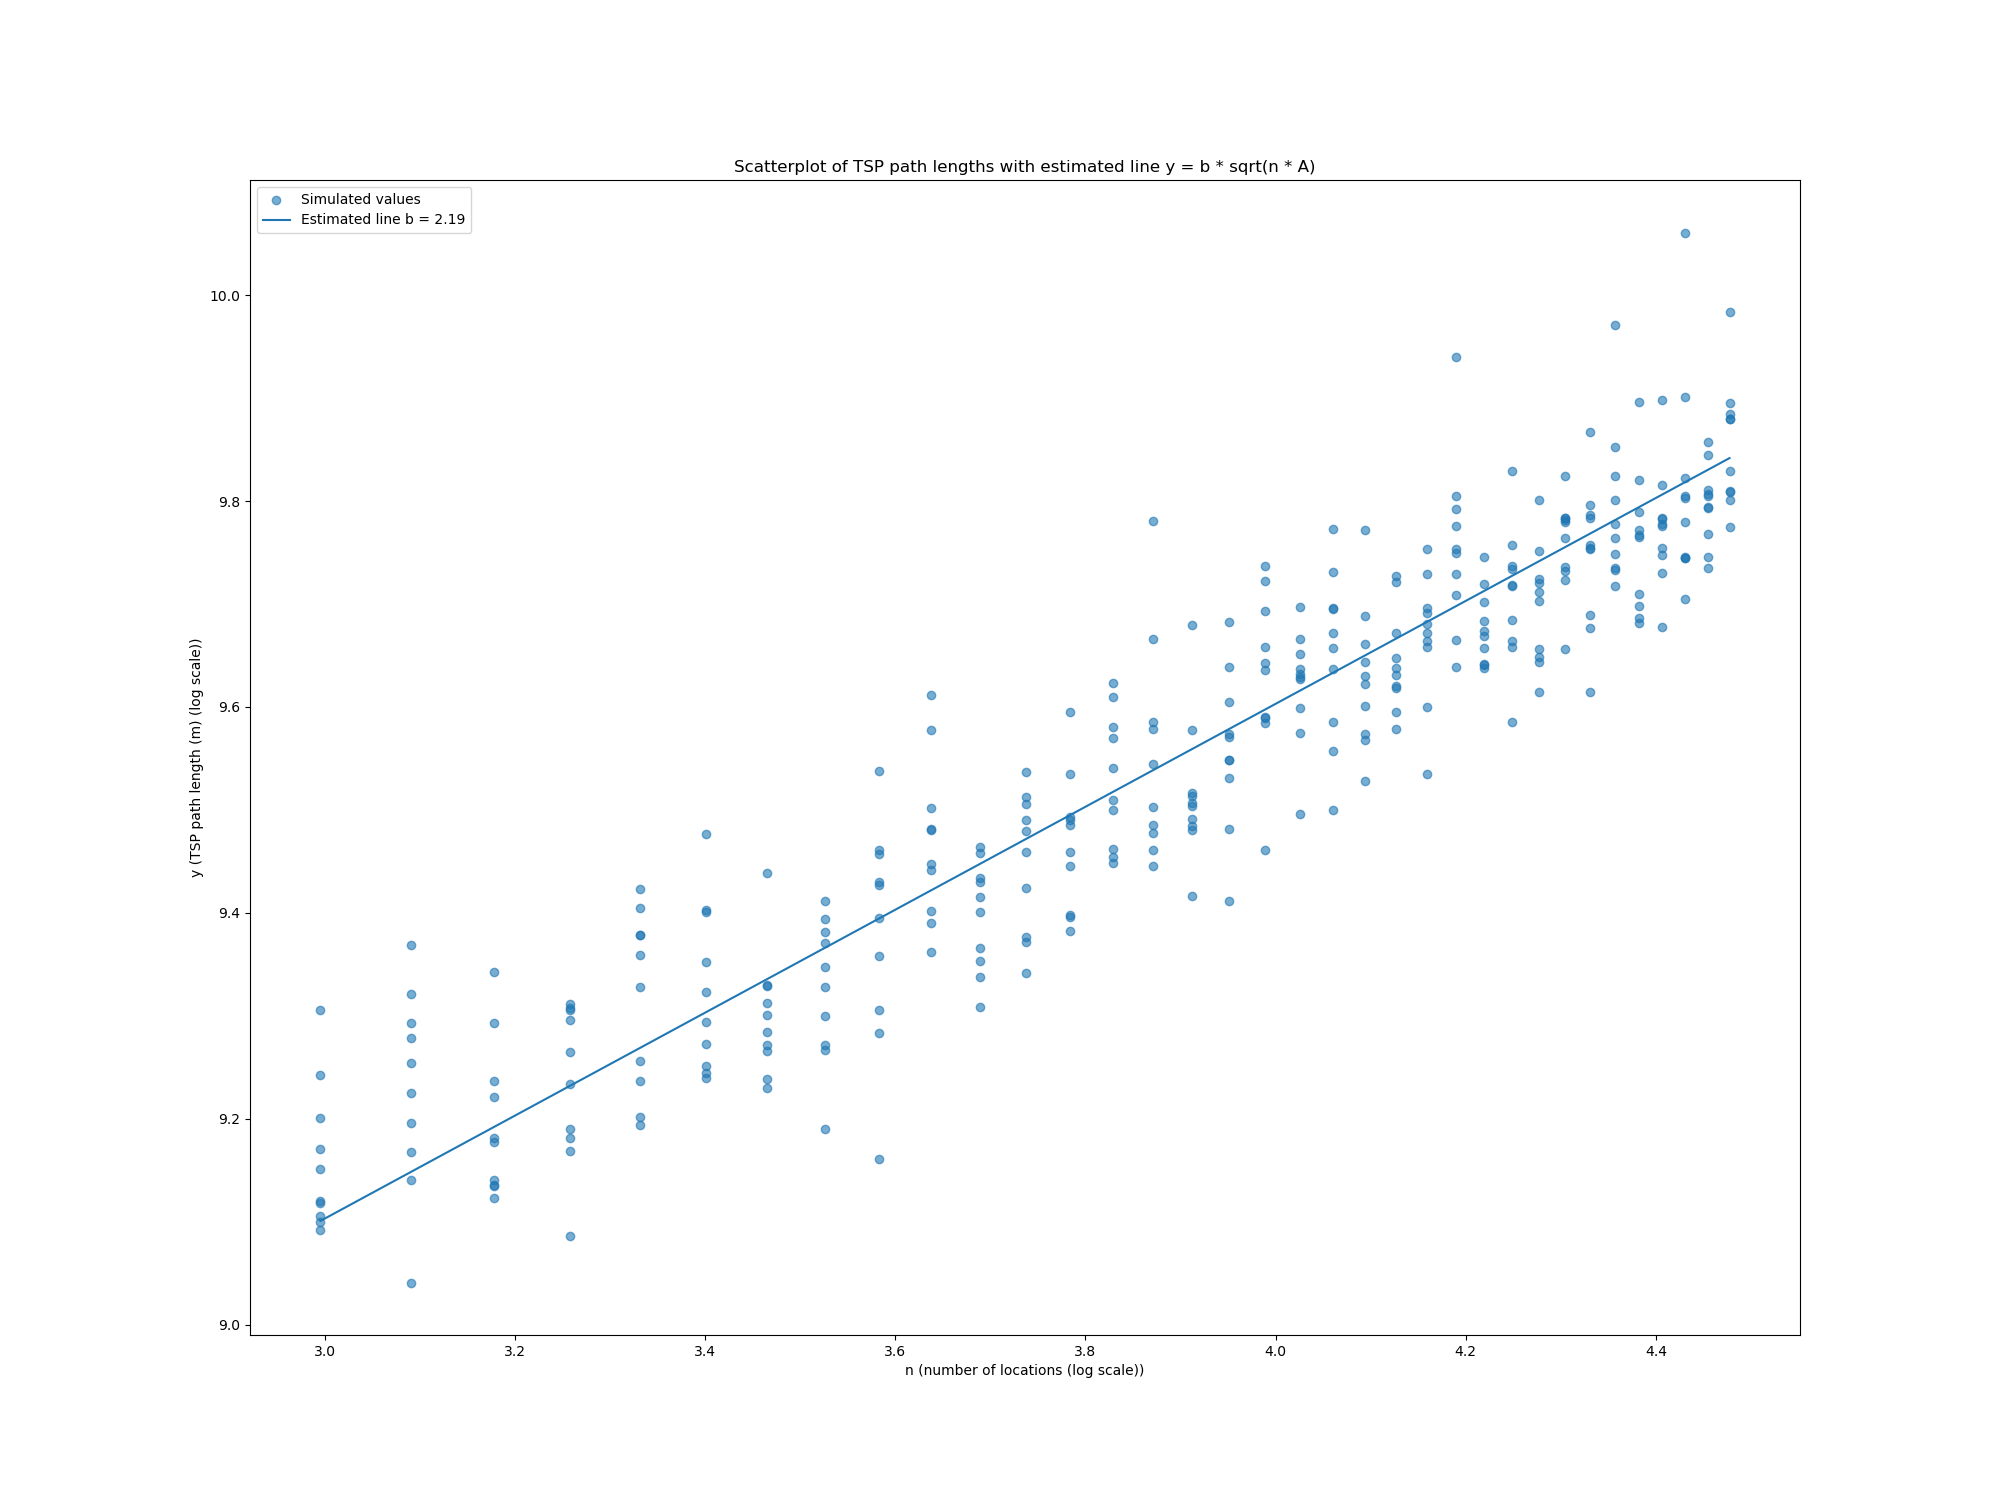 Scatterplot of TSP path lengths with estimated line y = b * sqrt(n * A)
Simulated values
Estimated line b = 2.19
y (TSP path length (m) (log scale))
10.0
9.8
9.6
9.4
9.2
9.0
3.0 3.2 3.4 3.6 3.8 4.0 4.2 4.4
n (number of locations (log scale))